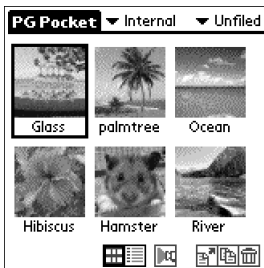 PG Pocket Internal Unfiled
Glass palmtree Ocean
Hibiscus Hamster River